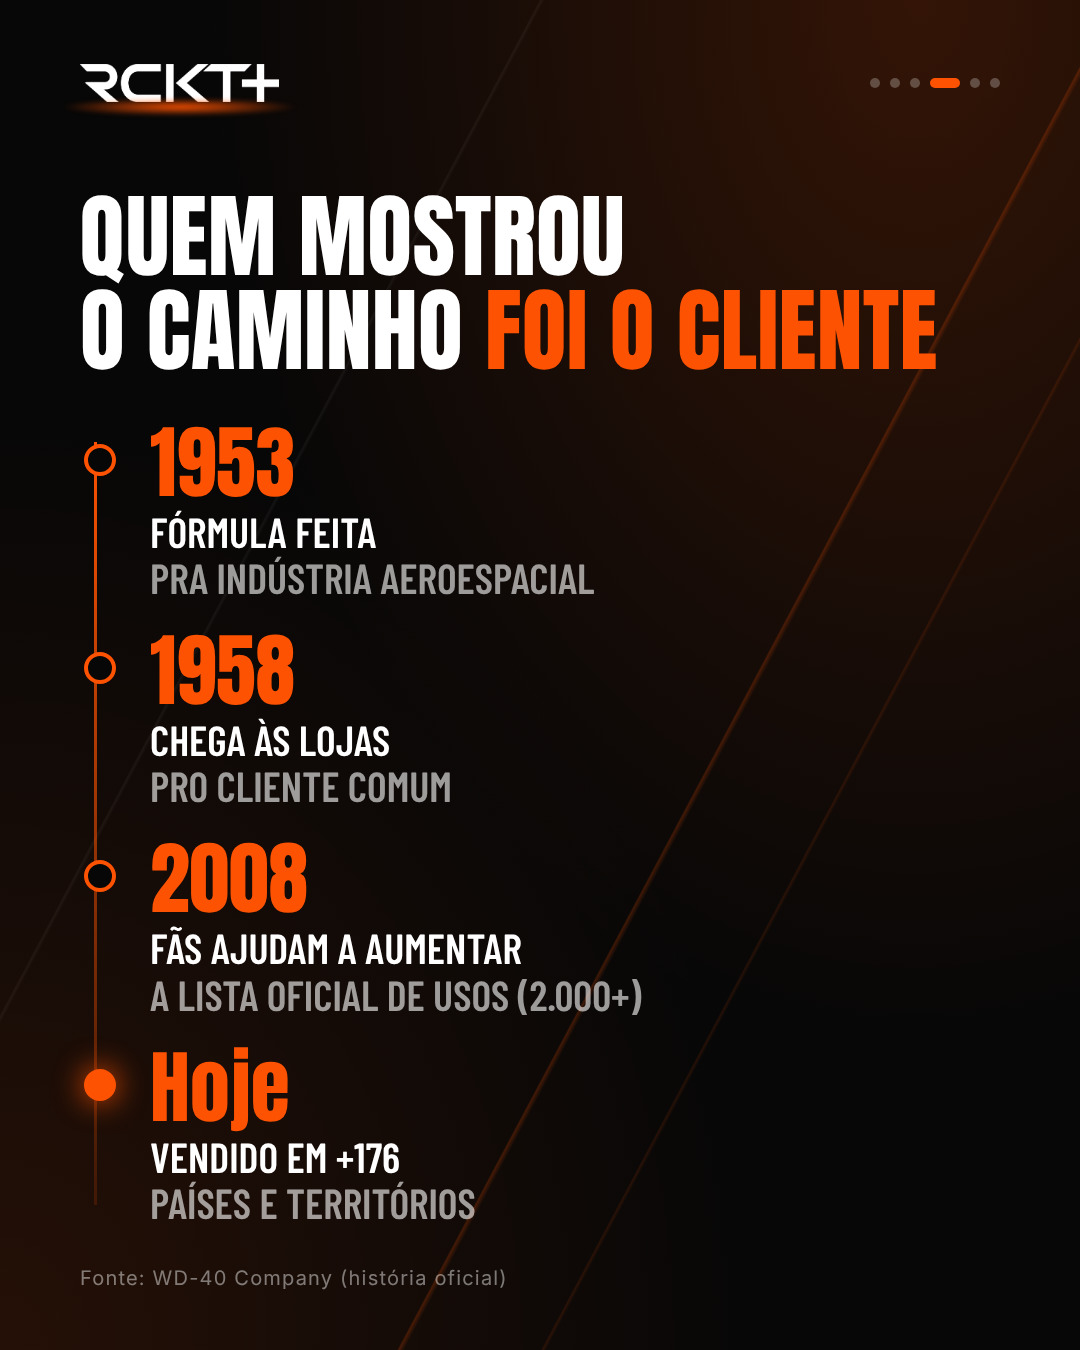 RCKT+
QUEM MOSTROU
O CAMINHO FOI O CLIENTE
1953
FÓRMULA FEITA
PRA INDÚSTRIA AEROESPACIAL
1958
CHEGA ÀS LOJAS
PRO CLIENTE COMUM
2008
FÃS AJUDAM A AUMENTAR
A LISTA OFICIAL DE USOS (2.000+)
Hoje
VENDIDO EM +176
PAÍSES E TERRITÓRIOS
Fonte: WD-40 Company (história oficial)